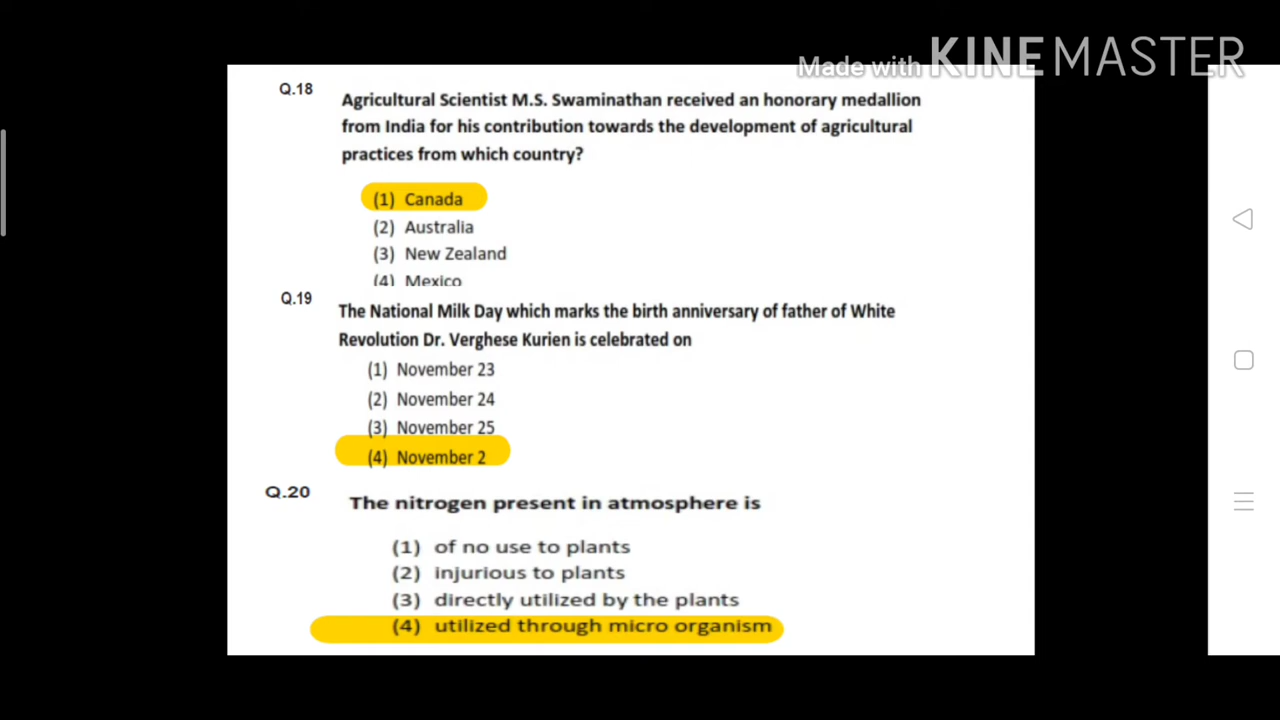 Made with KINEMASTER
Q.18
Agricultural Scientist M.S. Swaminathan received an honorary medallion
from India for his contribution towards the development of agricultural
practices from which country?
(1) Canada
(2) Australia
(3) New Zealand
(4) Mexico
Q.19
The National Milk Day which marks the birth anniversary of father of White
Revolution Dr. Verghese Kurien is celebrated on
(1) November 23
(2) November 24
(3) November 25
(4) November 2
Q.20
The nitrogen present in atmosphere is
(1) of no use to plants
(2) injurious to plants
(3) directly utilized by the plants
(4) utilized through micro organism